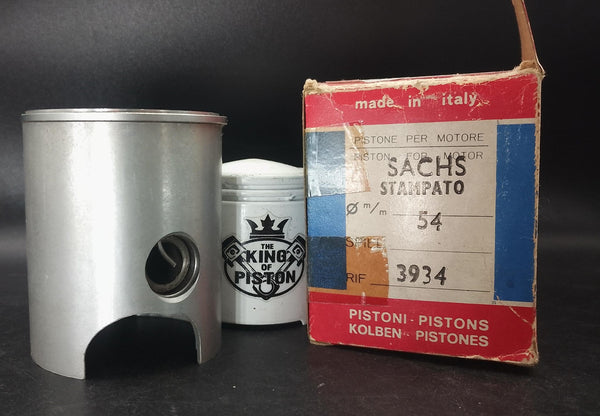 THE
KING
OF
PISTON
made in italy
PISTONE PER MOTORE
PISTON FOR MOTOR
SACHS
STAMPATO
Ø m/m 54
RIF 3934
PISTONI - PISTONS
KOLBEN - PISTONES